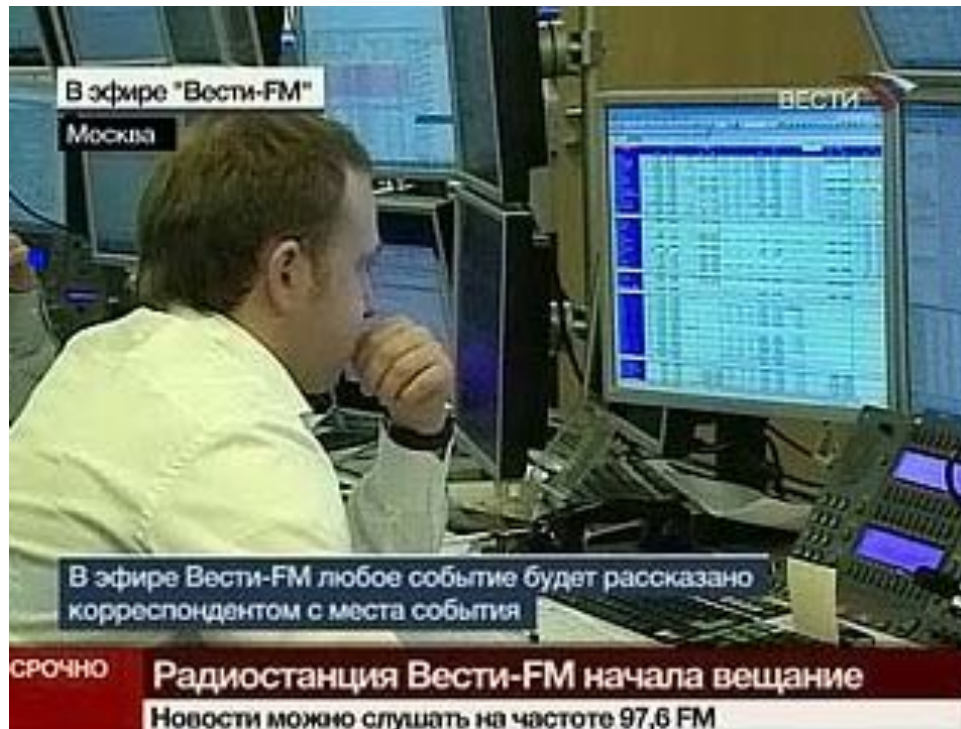 В эфире "Вести-FM"
ВЕСТИ
Москва
В эфире Вести-FM любое событие будет рассказано
корреспондентом с места события
СРОЧНО
Радиостанция Вести-FM начала вещание
Новости можно слушать на частоте 97,6 FM